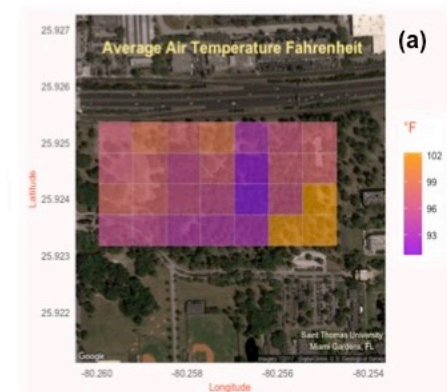 Average Air Temperature Fahrenheit
(a)
25.927
25.926
25.925
25.924
25.923
25.922
Latitude
°F
102
99
96
93
Saint Thomas University
Miami Gardens, FL
Google
-80.260
-80.258
-80.256
-80.254
Longitude